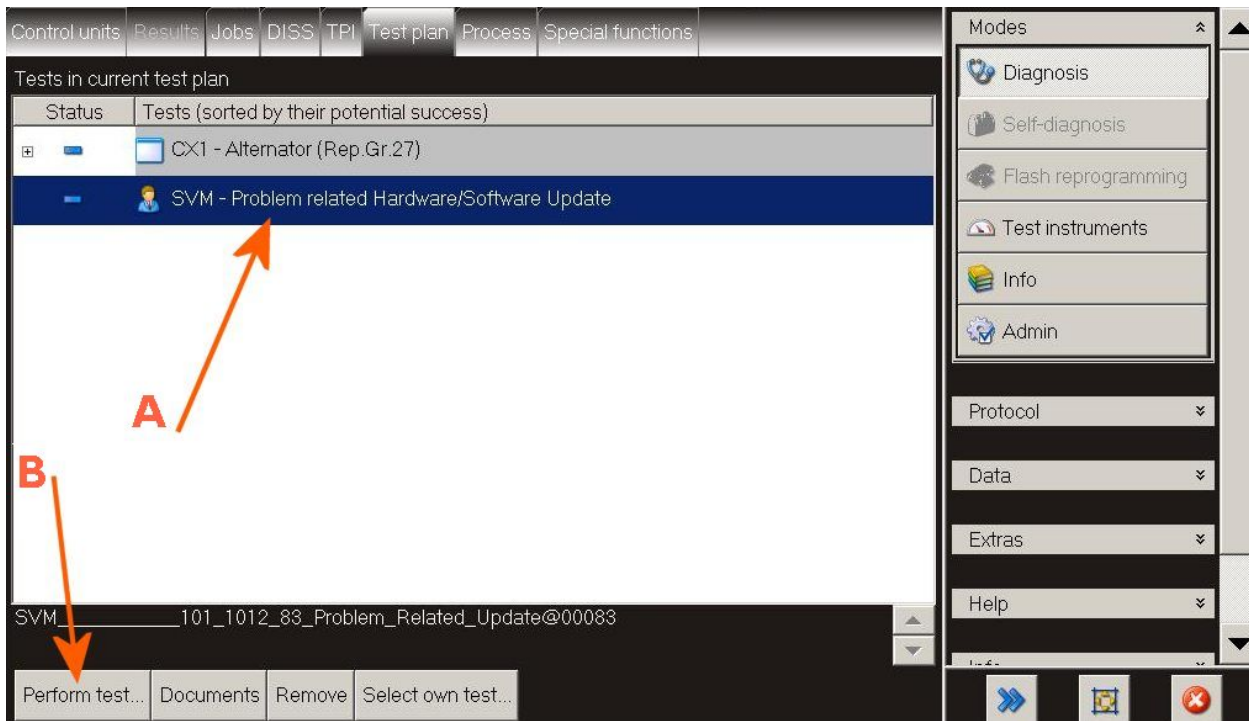 Control units Results Jobs DISS TPI Test plan Process Special functions
Tests in current test plan
Status Tests (sorted by their potential success)
CX1 - Alternator (Rep.Gr.27)
SVM - Problem related Hardware/Software Update
A
B
SVM___________101_1012_83_Problem_Related_Update@00083
Perform test... Documents Remove Select own test...
Modes
Diagnosis
Self-diagnosis
Flash reprogramming
Test instruments
Info
Admin
Protocol
Data
Extras
Help